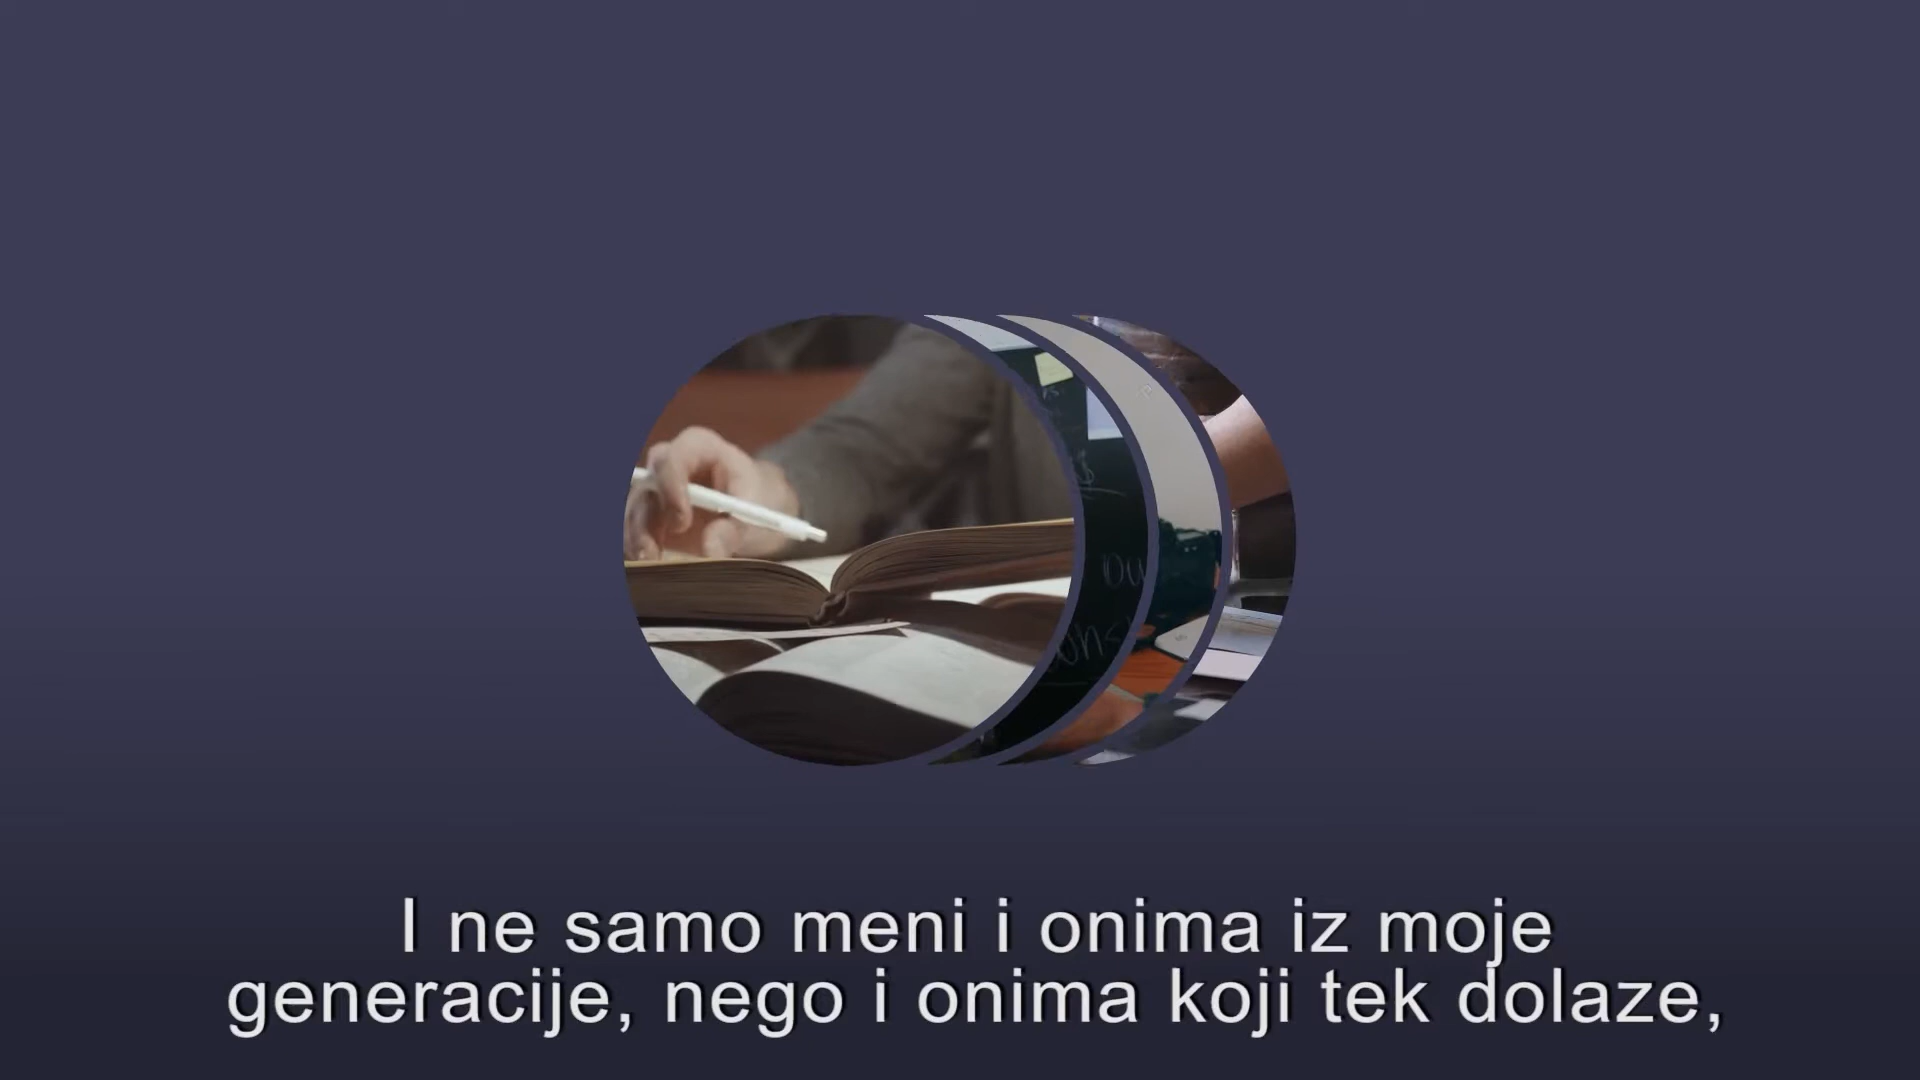 I ne samo meni i onima iz moje
generacije, nego i onima koji tek dolaze,